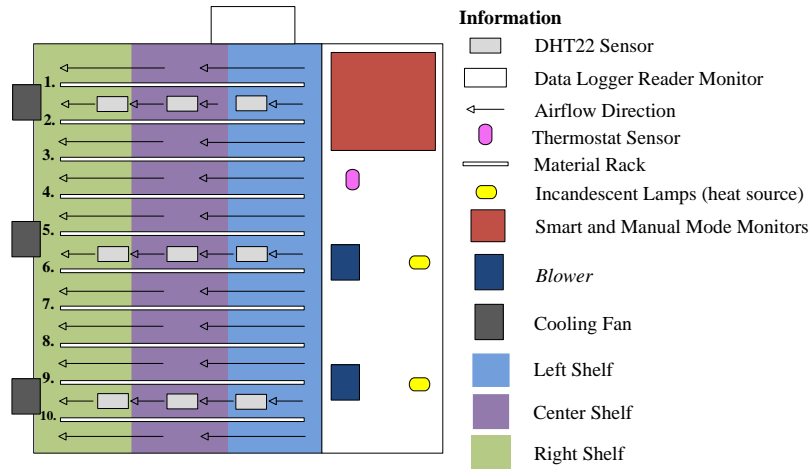 Information
DHT22 Sensor
Data Logger Reader Monitor
Airflow Direction
Thermostat Sensor
Material Rack
Incandescent Lamps (heat source)
Smart and Manual Mode Monitors
Blower
Cooling Fan
Left Shelf
Center Shelf
Right Shelf
1.
2.
3.
4.
5.
6.
7.
8.
9.
10.